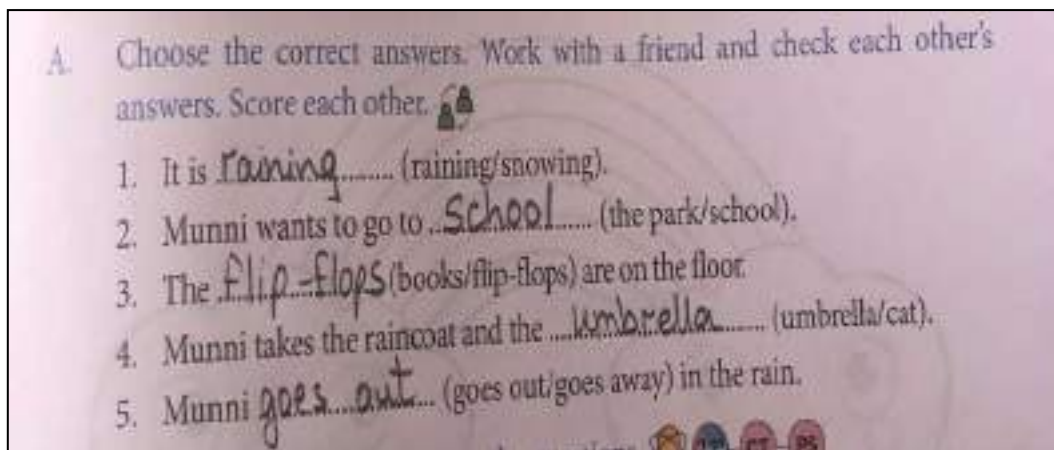 A. Choose the correct answers. Work with a friend and check each other's
answers. Score each other.
1. It is raining ........ (raining/snowing).
2. Munni wants to go to ..School...... (the park/school).
3. The .flip-flops (books/flip-flops) are on the floor.
4. Munni takes the raincoat and the ....umbrella....... (umbrella/cat).
5. Munni goes....out.... (goes out/goes away) in the rain.
CT PS